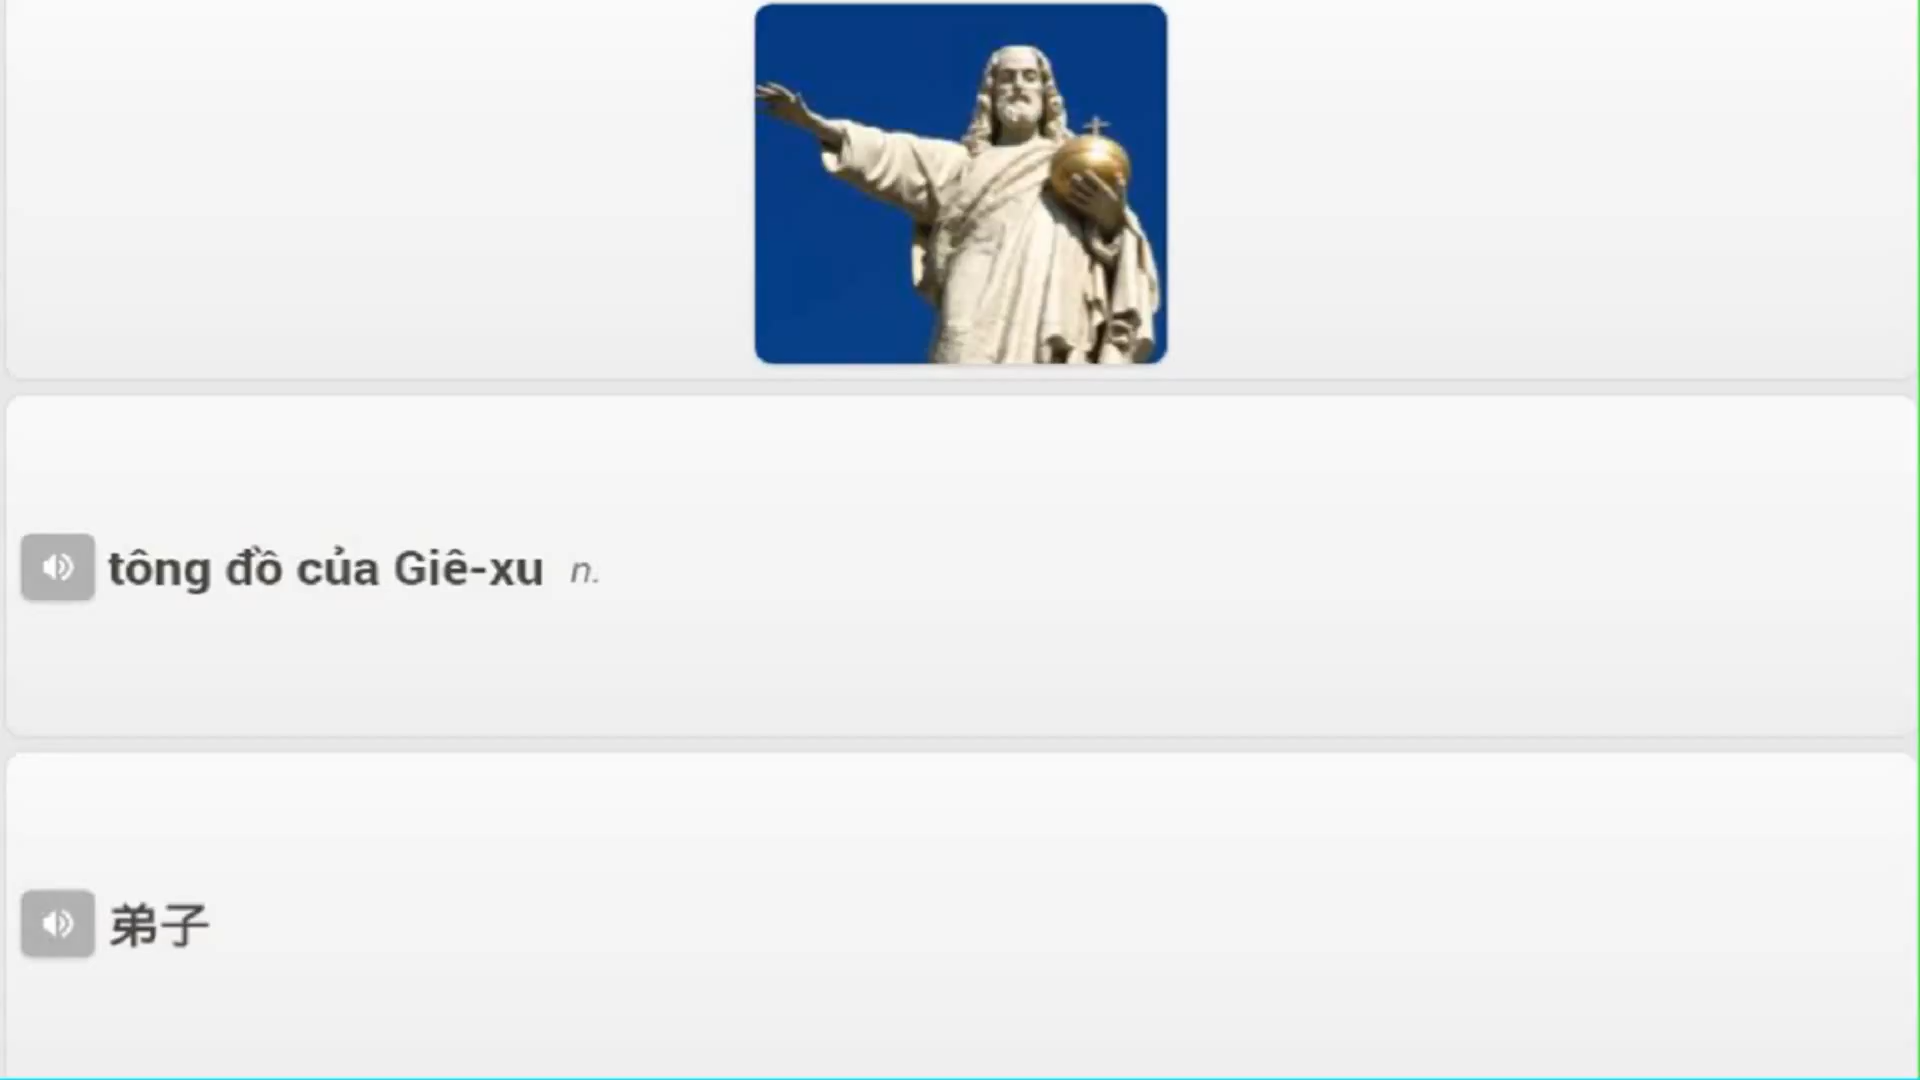 tông đồ của Giê-xu n.
弟子